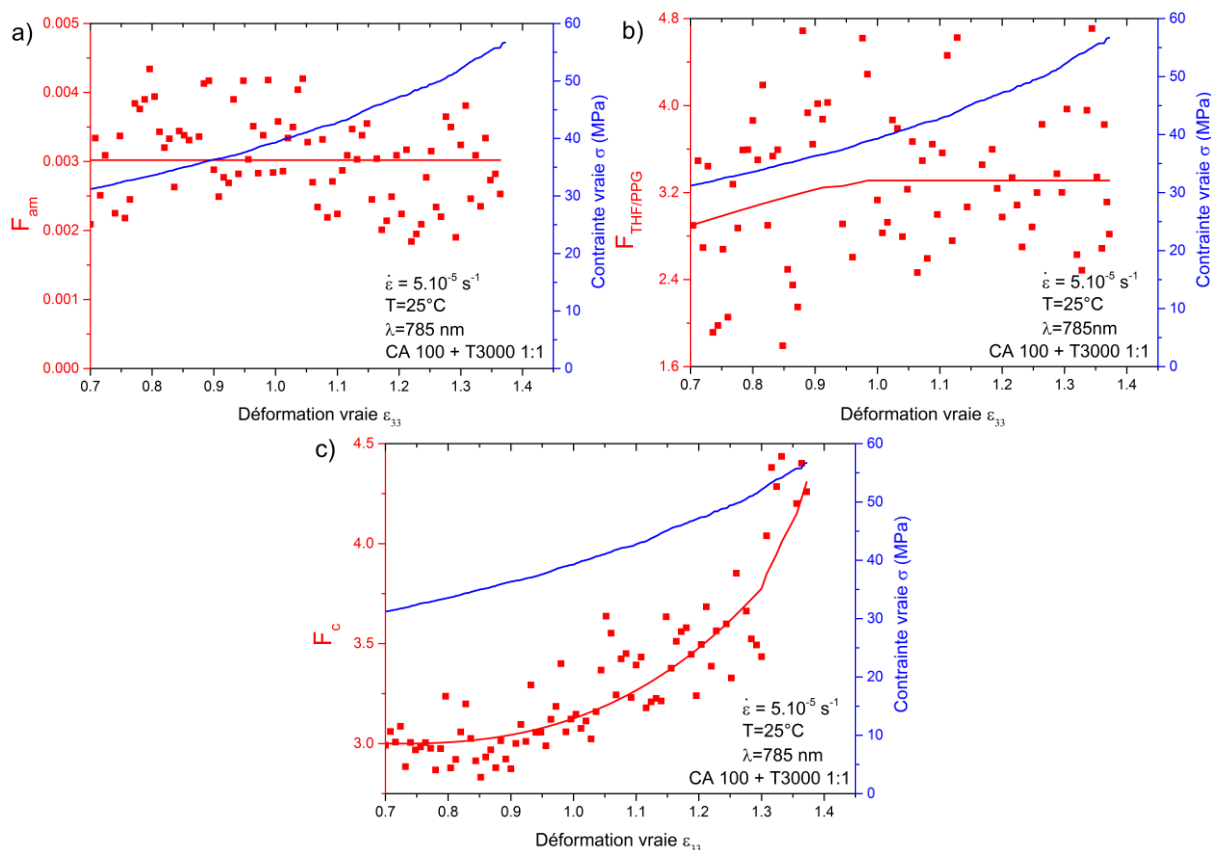 a)
0.005
0.004
0.003
0.002
0.001
0.000
F_am
60
50
40
30
20
10
0
Contrainte vraie σ (MPa)
ε̇ = 5.10⁻⁵ s⁻¹
T=25°C
λ=785 nm
CA 100 + T3000 1:1
0.7 0.8 0.9 1.0 1.1 1.2 1.3 1.4
Déformation vraie ε₃₃
b)
4.8
4.0
3.2
2.4
1.6
F_THF/PPG
60
50
40
30
20
10
0
Contrainte vraie σ (MPa)
ε̇ = 5.10⁻⁵ s⁻¹
T=25°C
λ=785nm
CA 100 + T3000 1:1
0.7 0.8 0.9 1.0 1.1 1.2 1.3 1.4
Déformation vraie ε₃₃
c)
4.5
4.0
3.5
3.0
F_c
60
50
40
30
20
10
0
Contrainte vraie σ (MPa)
ε̇ = 5.10⁻⁵ s⁻¹
T=25°C
λ=785 nm
CA 100 + T3000 1:1
0.7 0.8 0.9 1.0 1.1 1.2 1.3 1.4
Déformation vraie ε₃₃